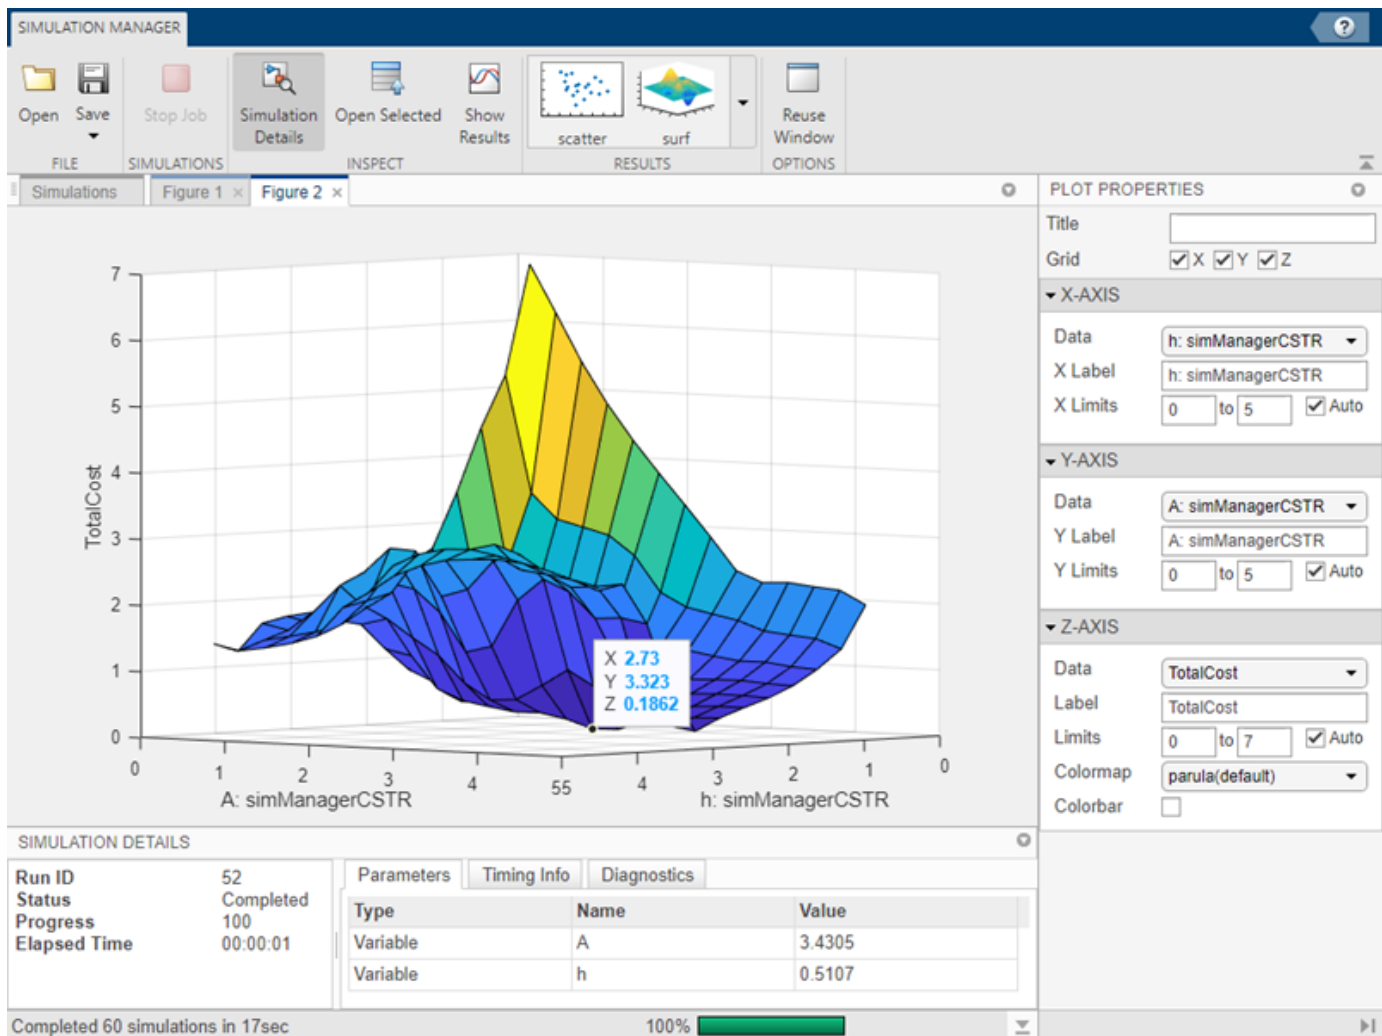 SIMULATION MANAGER
?
Open
Save
Stop Job
Simulation
Details
Open Selected
Show
Results
scatter
surf
Reuse
Window
FILE
SIMULATIONS
INSPECT
RESULTS
OPTIONS
Simulations
Figure 1 ×
Figure 2 ×
7
6
5
4
3
2
1
0
TotalCost
X 2.73
Y 3.323
Z 0.1862
0
1
2
3
4
55
4
3
2
1
0
A: simManagerCSTR
h: simManagerCSTR
PLOT PROPERTIES
Title
Grid X Y Z
X-AXIS
Data h: simManagerCSTR
X Label h: simManagerCSTR
X Limits 0 to 5 Auto
Y-AXIS
Data A: simManagerCSTR
Y Label A: simManagerCSTR
Y Limits 0 to 5 Auto
Z-AXIS
Data TotalCost
Label TotalCost
Limits 0 to 7 Auto
Colormap parula(default)
Colorbar
SIMULATION DETAILS
Run ID 52
Status Completed
Progress 100
Elapsed Time 00:00:01
Parameters Timing Info Diagnostics
Type Name Value
Variable A 3.4305
Variable h 0.5107
Completed 60 simulations in 17sec
100%